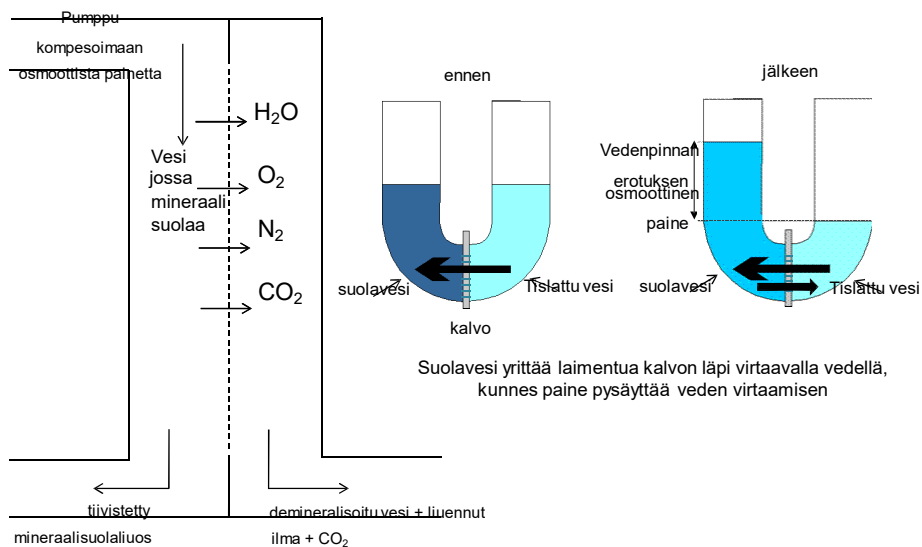 Pumppu
kompesoimaan
osmoottista painetta
H₂O
O₂
N₂
CO₂
Vesi
jossa
mineraali
suolaa
tiivistetty
mineraalisuolaliuos
demineralisoitu vesi + liuennut
ilma + CO₂
ennen
suolavesi
Tislattu vesi
kalvo
jälkeen
Vedenpinnan
erotuksen
osmoottinen
paine
suolavesi
Tislattu vesi
Suolavesi yrittää laimentua kalvon läpi virtaavalla vedellä,
kunnes paine pysäyttää veden virtaamisen